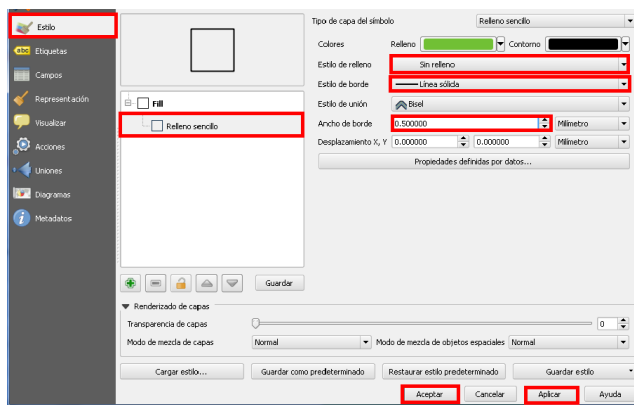 Estilo
Etiquetas
Campos
Representación
Visualizar
Acciones
Uniones
Diagramas
Metadatos
Fill
Relleno sencillo
Guardar
Tipo de capa del símbolo Relleno sencillo
Colores Relleno Contorno
Estilo de relleno Sin relleno
Estilo de borde Línea sólida
Estilo de unión Bisel
Ancho de borde 0.500000 Milímetro
Desplazamiento X, Y 0.000000 0.000000 Milímetro
Propiedades definidas por datos...
Renderizado de capas
Transparencia de capas 0
Modo de mezcla de capas Normal Modo de mezcla de objetos espaciales Normal
Cargar estilo... Guardar como predeterminado Restaurar estilo predeterminado Guardar estilo
Aceptar Cancelar Aplicar Ayuda